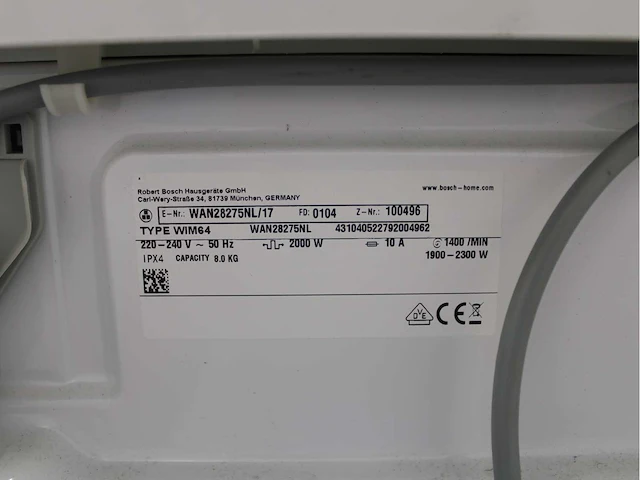 Robert Bosch Hausgeräte GmbH
Carl-Wery-Straße 34, 81739 München, GERMANY
www.bosch-home.com
E-Nr.: WAN28275NL/17 FD: 0104 Z-Nr.: 100496
TYPE WIM64 WAN28275NL 431040522792004962
220-240 V ~ 50 Hz 2000 W 10 A 1400 /MIN
IPX4 CAPACITY 8.0 KG 1900-2300 W
DVE CE